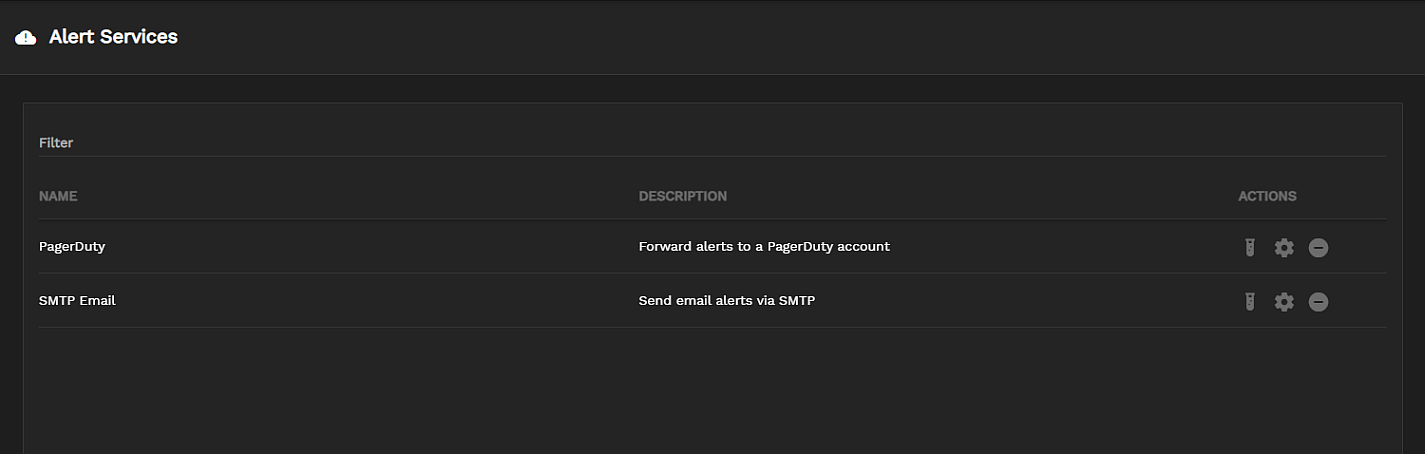 Alert Services
Filter
NAME DESCRIPTION ACTIONS
PagerDuty Forward alerts to a PagerDuty account
SMTP Email Send email alerts via SMTP